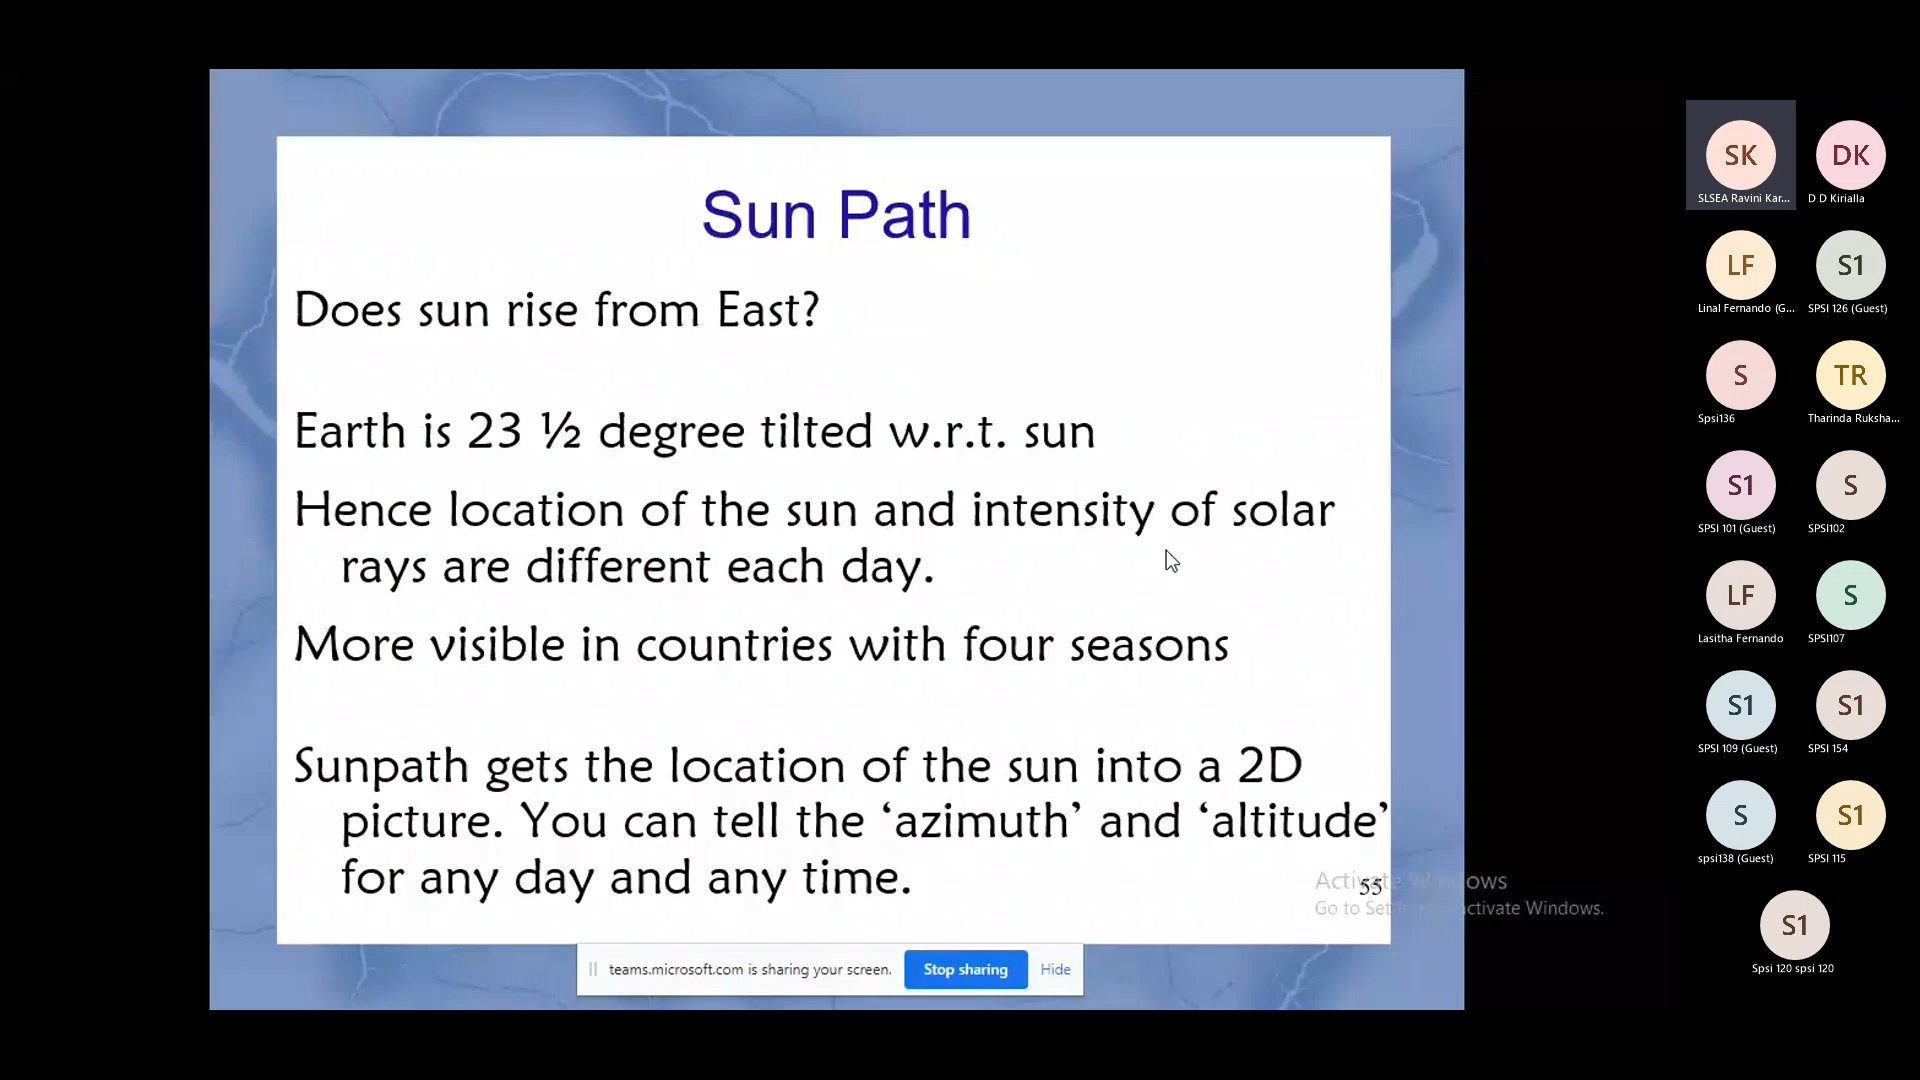 Sun Path
Does sun rise from East?
Earth is 23 ½ degree tilted w.r.t. sun
Hence location of the sun and intensity of solar
rays are different each day.
More visible in countries with four seasons
Sunpath gets the location of the sun into a 2D
picture. You can tell the ‘azimuth’ and ‘altitude’
for any day and any time.
55
Activate Windows
Go to Settings to activate Windows.
teams.microsoft.com is sharing your screen.
Stop sharing
Hide
SK
SLSEA Ravini Kar...
DK
D D Kirialla
LF
Linal Fernando (G...
S1
SPSI 126 (Guest)
S
Spsi136
TR
Tharinda Ruksha...
S1
SPSI 101 (Guest)
S
SPSI102
LF
Lasitha Fernando
S
SPSI107
S1
SPSI 109 (Guest)
S1
SPSI 154
S
spsi138 (Guest)
S1
SPSI 115
S1
Spsi 120 spsi 120